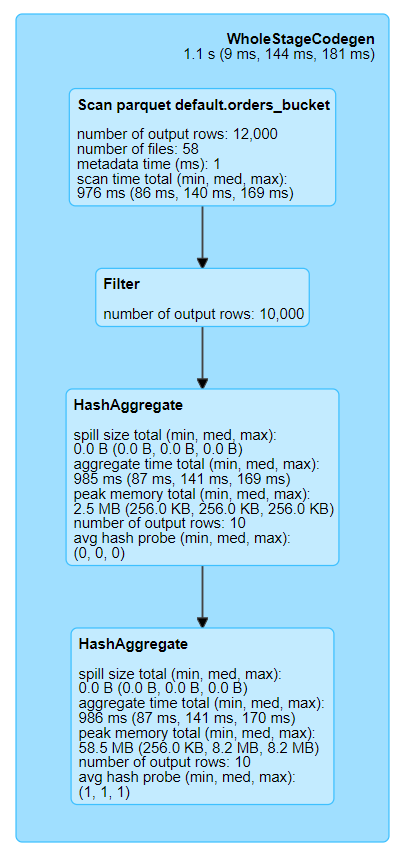 WholeStageCodegen
1.1 s (9 ms, 144 ms, 181 ms)
Scan parquet default.orders_bucket
number of output rows: 12,000
number of files: 58
metadata time (ms): 1
scan time total (min, med, max):
976 ms (86 ms, 140 ms, 169 ms)
Filter
number of output rows: 10,000
HashAggregate
spill size total (min, med, max):
0.0 B (0.0 B, 0.0 B, 0.0 B)
aggregate time total (min, med, max):
985 ms (87 ms, 141 ms, 169 ms)
peak memory total (min, med, max):
2.5 MB (256.0 KB, 256.0 KB, 256.0 KB)
number of output rows: 10
avg hash probe (min, med, max):
(0, 0, 0)
HashAggregate
spill size total (min, med, max):
0.0 B (0.0 B, 0.0 B, 0.0 B)
aggregate time total (min, med, max):
986 ms (87 ms, 141 ms, 170 ms)
peak memory total (min, med, max):
58.5 MB (256.0 KB, 8.2 MB, 8.2 MB)
number of output rows: 10
avg hash probe (min, med, max):
(1, 1, 1)